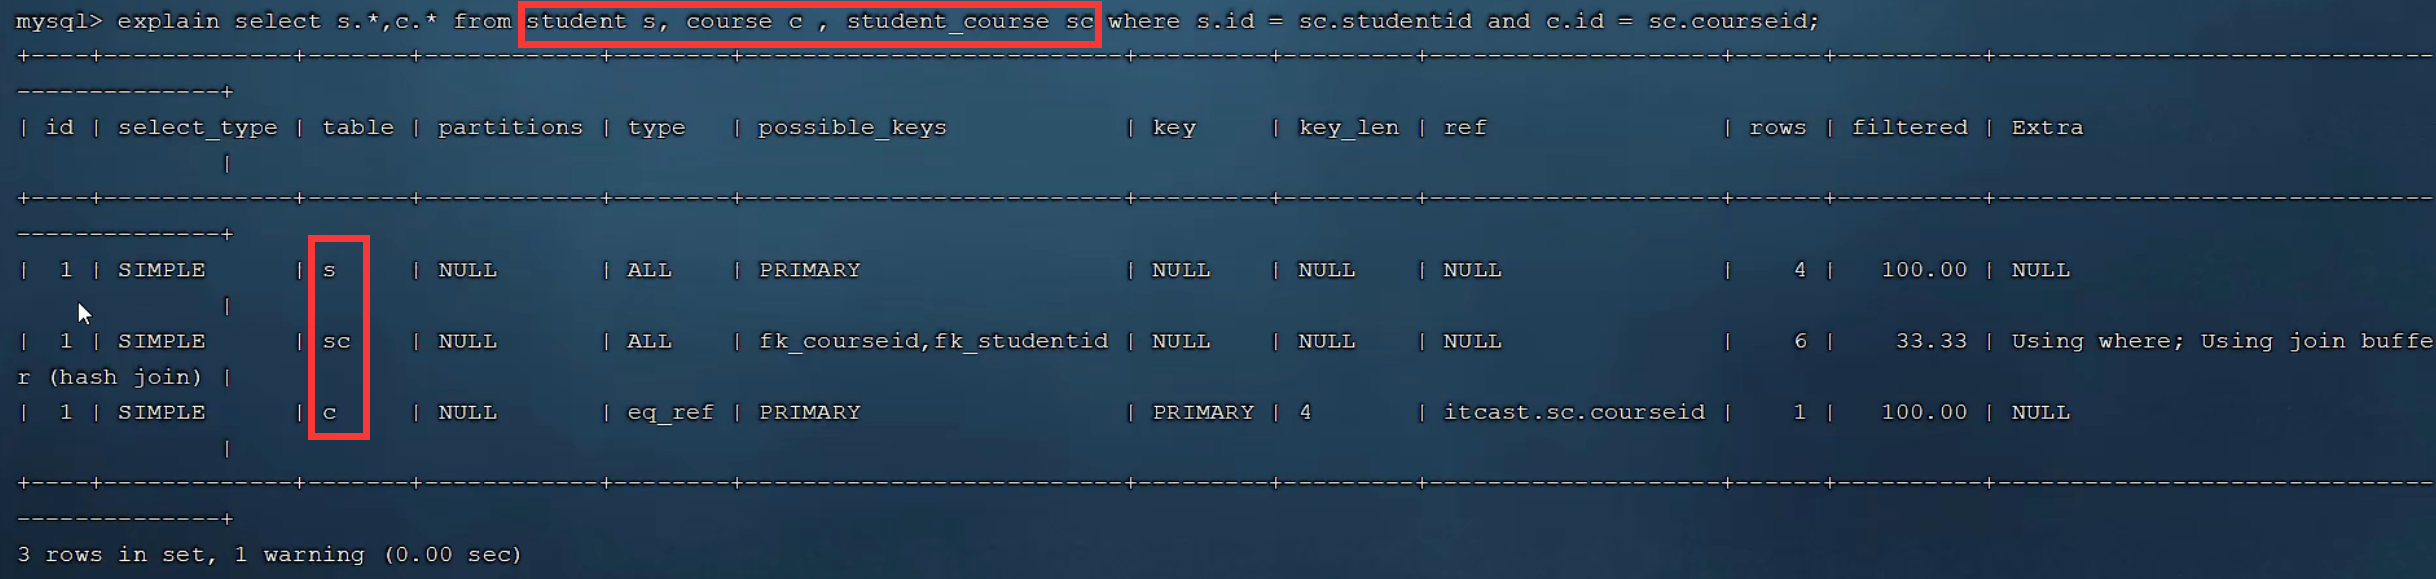 mysql> explain select s.*,c.* from student s, course c , student_course sc where s.id = sc.studentid and c.id = sc.courseid;
+----+-------------+-------+------------+--------+--------------------------+---------+---------+--------------------+------+----------+------------------------------
--------------+
| id | select_type | table | partitions | type   | possible_keys            | key     | key_len | ref                | rows | filtered | Extra
              |
+----+-------------+-------+------------+--------+--------------------------+---------+---------+--------------------+------+----------+------------------------------
--------------+
|  1 | SIMPLE      | s     | NULL       | ALL    | PRIMARY                  | NULL    | NULL    | NULL               |    4 |   100.00 | NULL
              |
|  1 | SIMPLE      | sc    | NULL       | ALL    | fk_courseid,fk_studentid | NULL    | NULL    | NULL               |    6 |    33.33 | Using where; Using join buffe
r (hash join) |
|  1 | SIMPLE      | c     | NULL       | eq_ref | PRIMARY                  | PRIMARY | 4       | itcast.sc.courseid |    1 |   100.00 | NULL
              |
+----+-------------+-------+------------+--------+--------------------------+---------+---------+--------------------+------+----------+------------------------------
--------------+
3 rows in set, 1 warning (0.00 sec)